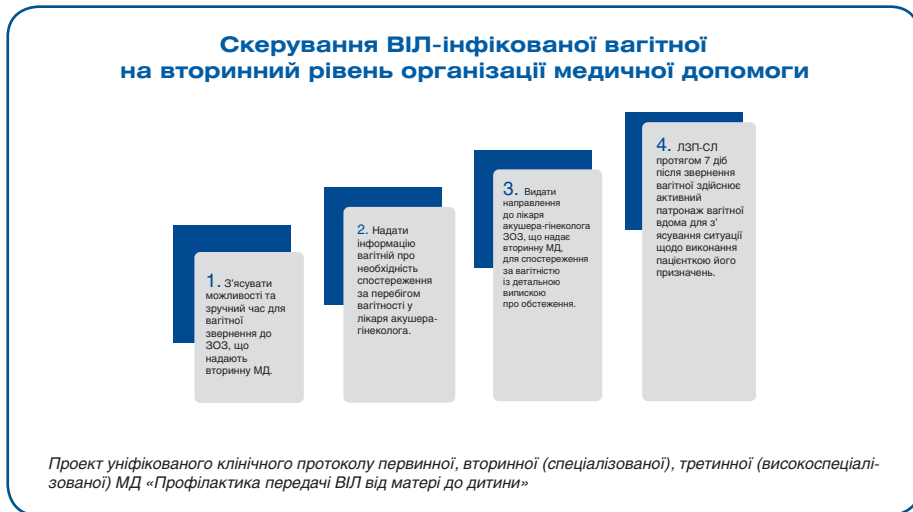 Скерування ВІЛ-інфікованої вагітної
на вторинний рівень організації медичної допомоги
1. З'ясувати
можливості та
зручний час для
вагітної
звернення до
ЗОЗ, що
надають
вторинну МД.
2. Надати
інформацію
вагітній про
необхідність
спостереження
за перебігом
вагітності у
лікаря акушера-
гінеколога.
3. Видати
направлення
до лікаря
акушера-гінеколога
ЗОЗ, що надає
вторинну МД,
для спостереження
за вагітністю
із детальною
випискою
про обстеження.
4. ЛЗП-СЛ
протягом 7 діб
після звернення
вагітної здійснює
активний
патронаж вагітної
вдома для з'
ясування ситуації
щодо виконання
пацієнткою його
призначень.
Проект уніфікованого клінічного протоколу первинної, вторинної (спеціалізованої), третинної (високоспеціалі-
зованої) МД «Профілактика передачі ВІЛ від матері до дитини»